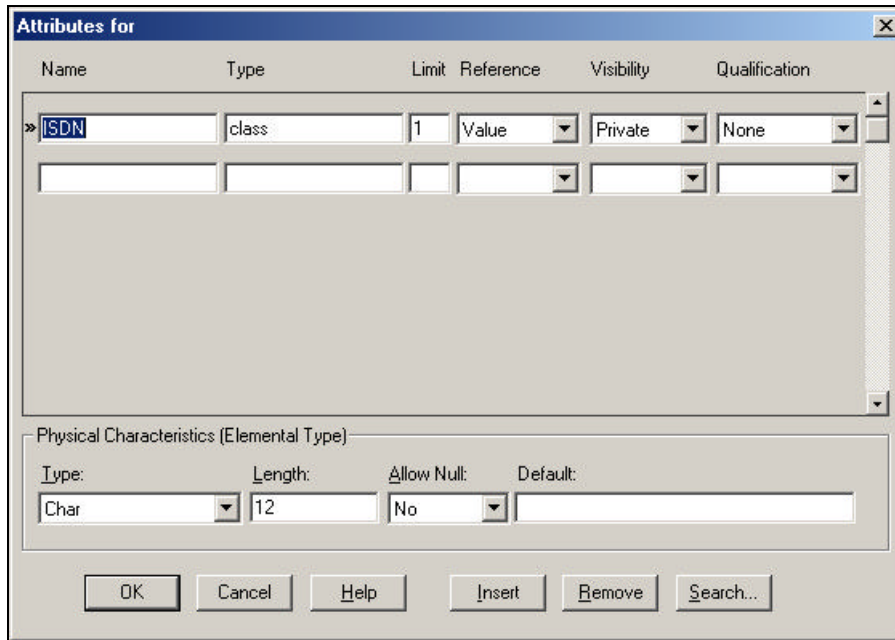 Attributes for
Name Type Limit Reference Visibility Qualification
» ISDN class 1 Value Private None
Physical Characteristics (Elemental Type)
Type: Length: Allow Null: Default:
Char 12 No
OK Cancel Help Insert Remove Search...